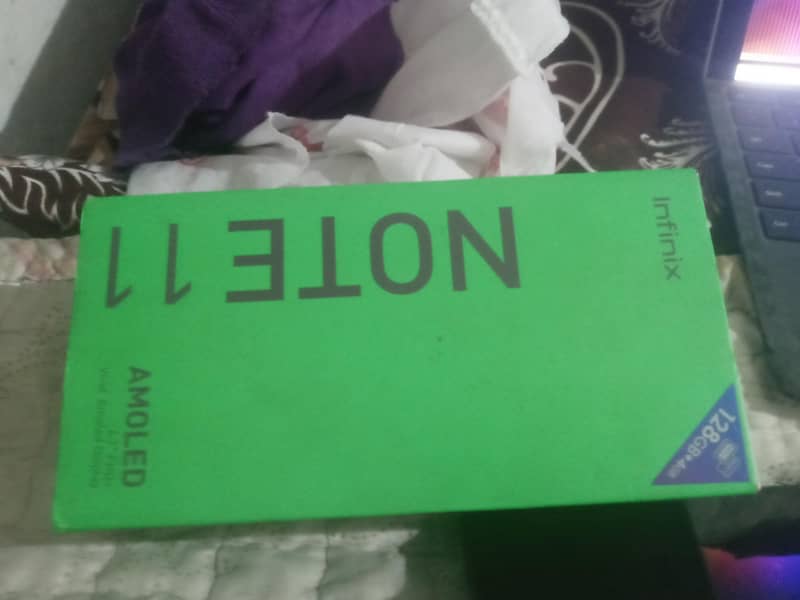 Infinix
NOTE 11
AMOLED
128GB+4GB